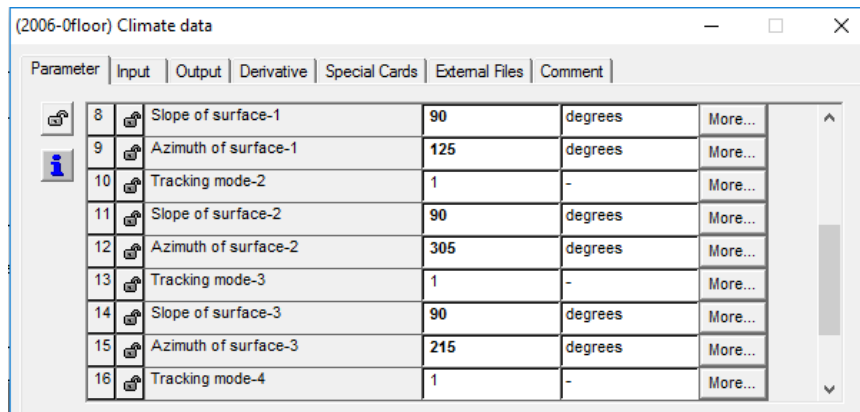 (2006-0floor) Climate data
Parameter Input Output Derivative Special Cards External Files Comment
8 Slope of surface-1 90 degrees More...
9 Azimuth of surface-1 125 degrees More...
10 Tracking mode-2 1 - More...
11 Slope of surface-2 90 degrees More...
12 Azimuth of surface-2 305 degrees More...
13 Tracking mode-3 1 - More...
14 Slope of surface-3 90 degrees More...
15 Azimuth of surface-3 215 degrees More...
16 Tracking mode-4 1 - More...